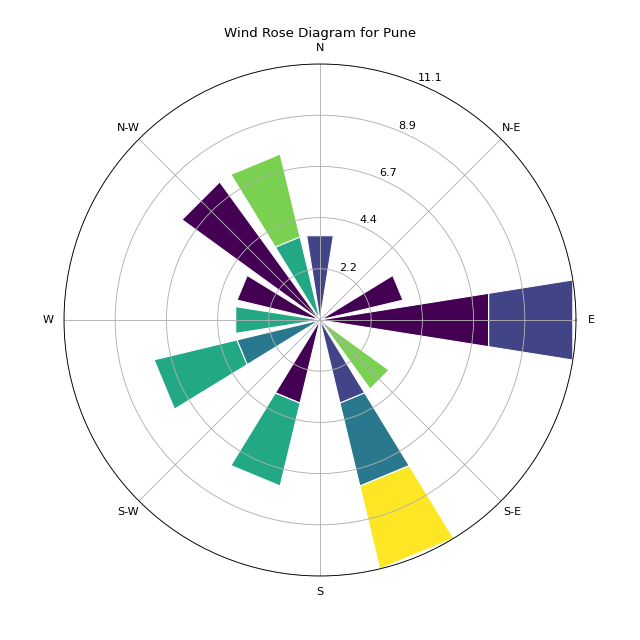 Wind Rose Diagram for Pune
N
11.1
N-W
8.9
N-E
6.7
4.4
2.2
W
E
S-W
S-E
S